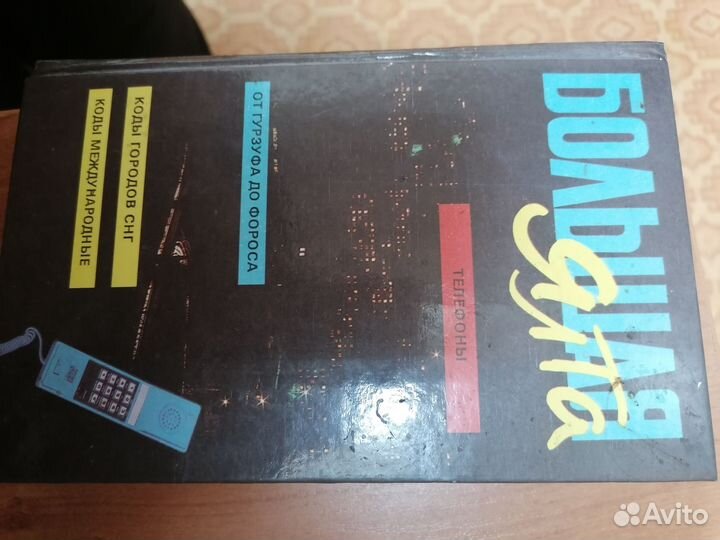 БОЛЬШАЯ
Ялта
ТЕЛЕФОНЫ
ОТ ГУРЗУФА ДО ФОРОСА
КОДЫ ГОРОДОВ СНГ
КОДЫ МЕЖДУНАРОДНЫЕ
Avito